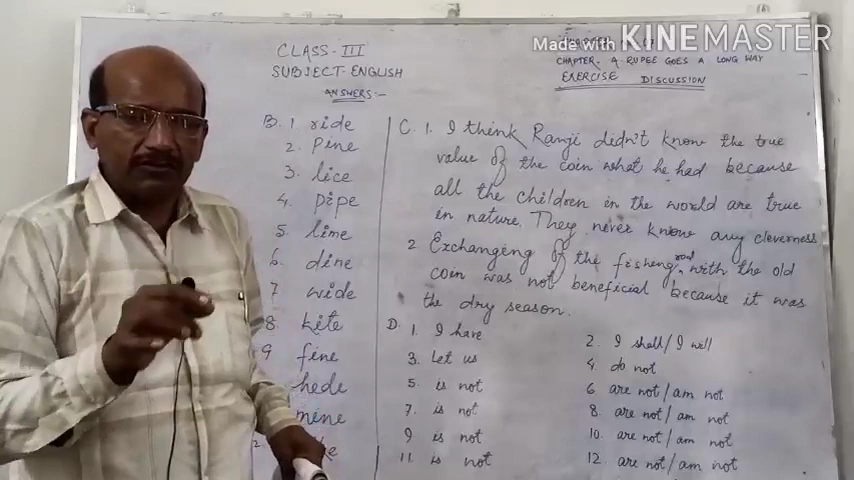 Made with KINEMASTER
CLASS-III
SUBJECT-ENGLISH
CHAPTER- A RUPEE GOES A LONG WAY
EXERCISE DISCUSSION
ANSWERS:-
B. 1 ride
2. Pine
3. lice
4. pipe
5. lime
6. dine
7 wide
8. kite
9 fine
hede
mine
C. 1. I think Ranji didn't know the true
value of the coin what he had because
all the children in the world are true
in nature. They never know any cleverness
2 Exchanging of the fishing rod with the old
coin was not beneficial because it was
the dry season.
D. 1. I have
2. I shall/I will
3. Let us
4. do not
5. is not
6 are not/am not
7. is not
8. are not/am not
9 is not
10. are not/am not
11. is not
12. are not/am not